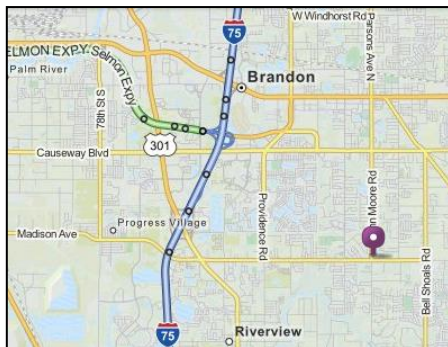 W Windhorst Rd
Parsons Ave N
75
SELMON EXPY
Selmon Expy
Palm River
Brandon
78th St S
301
Causeway Blvd
Providence Rd
nn Moore Rd
Progress Village
Madison Ave
Bell Shoals Rd
75
Riverview